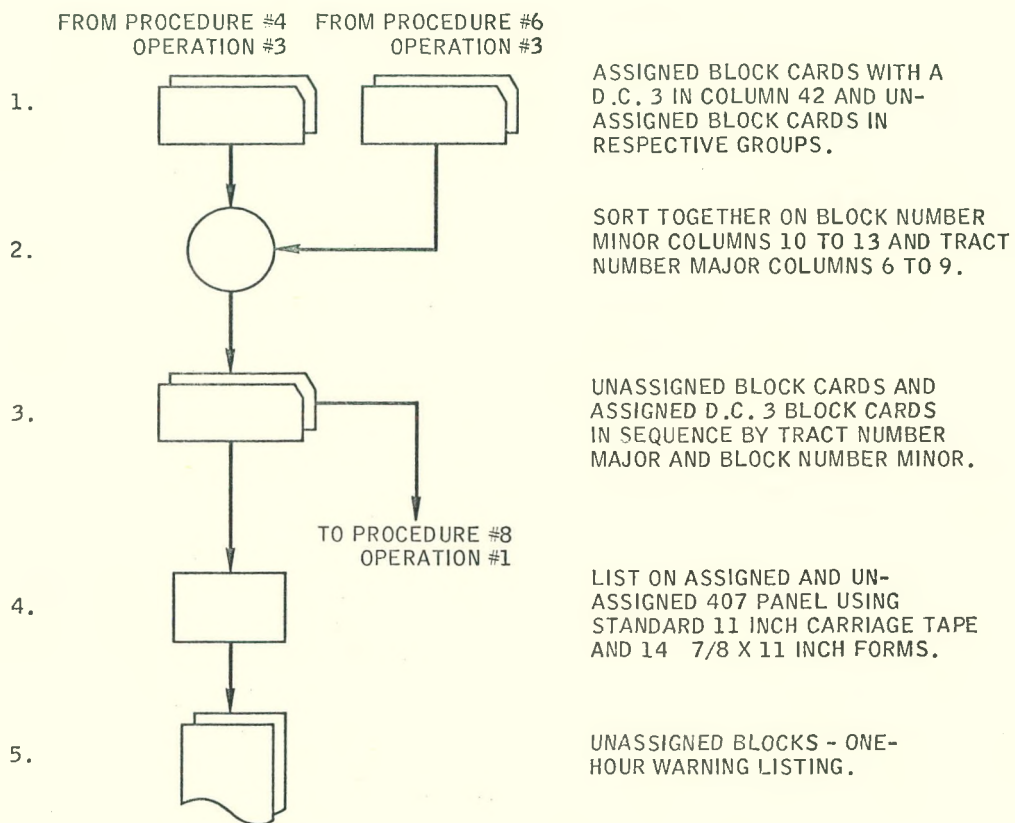 FROM PROCEDURE #4
OPERATION #3
FROM PROCEDURE #6
OPERATION #3
1.
ASSIGNED BLOCK CARDS WITH A
D.C. 3 IN COLUMN 42 AND UN-
ASSIGNED BLOCK CARDS IN
RESPECTIVE GROUPS.
2.
SORT TOGETHER ON BLOCK NUMBER
MINOR COLUMNS 10 TO 13 AND TRACT
NUMBER MAJOR COLUMNS 6 TO 9.
3.
UNASSIGNED BLOCK CARDS AND
ASSIGNED D.C. 3 BLOCK CARDS
IN SEQUENCE BY TRACT NUMBER
MAJOR AND BLOCK NUMBER MINOR.
TO PROCEDURE #8
OPERATION #1
4.
LIST ON ASSIGNED AND UN-
ASSIGNED 407 PANEL USING
STANDARD 11 INCH CARRIAGE TAPE
AND 14 7/8 X 11 INCH FORMS.
5.
UNASSIGNED BLOCKS - ONE-
HOUR WARNING LISTING.